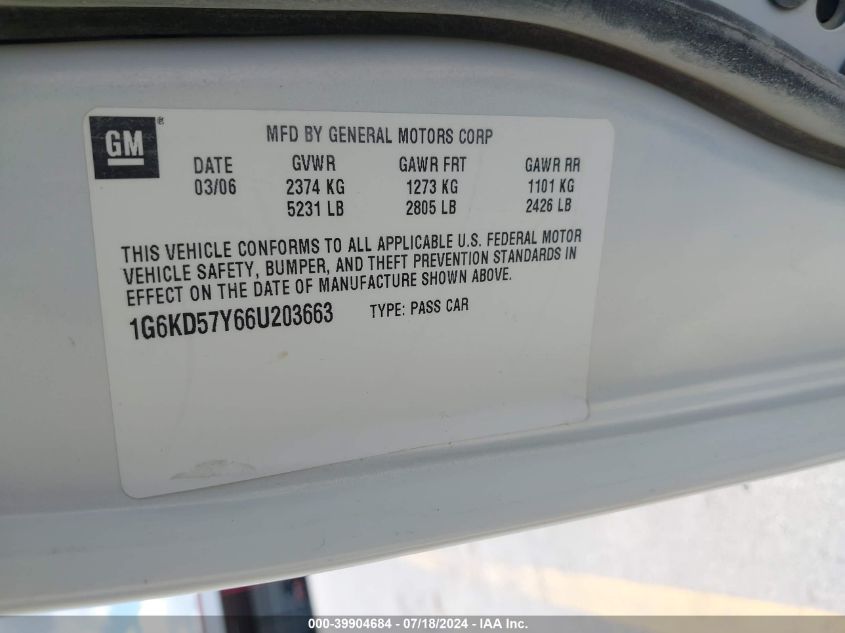 GM®
MFD BY GENERAL MOTORS CORP
DATE GVWR GAWR FRT GAWR RR
03/06 2374 KG 1273 KG 1101 KG
5231 LB 2805 LB 2426 LB
THIS VEHICLE CONFORMS TO ALL APPLICABLE U.S. FEDERAL MOTOR
VEHICLE SAFETY, BUMPER, AND THEFT PREVENTION STANDARDS IN
EFFECT ON THE DATE OF MANUFACTURE SHOWN ABOVE.
1G6KD57Y66U203663 TYPE: PASS CAR
000-39904684 - 07/18/2024 - IAA Inc.